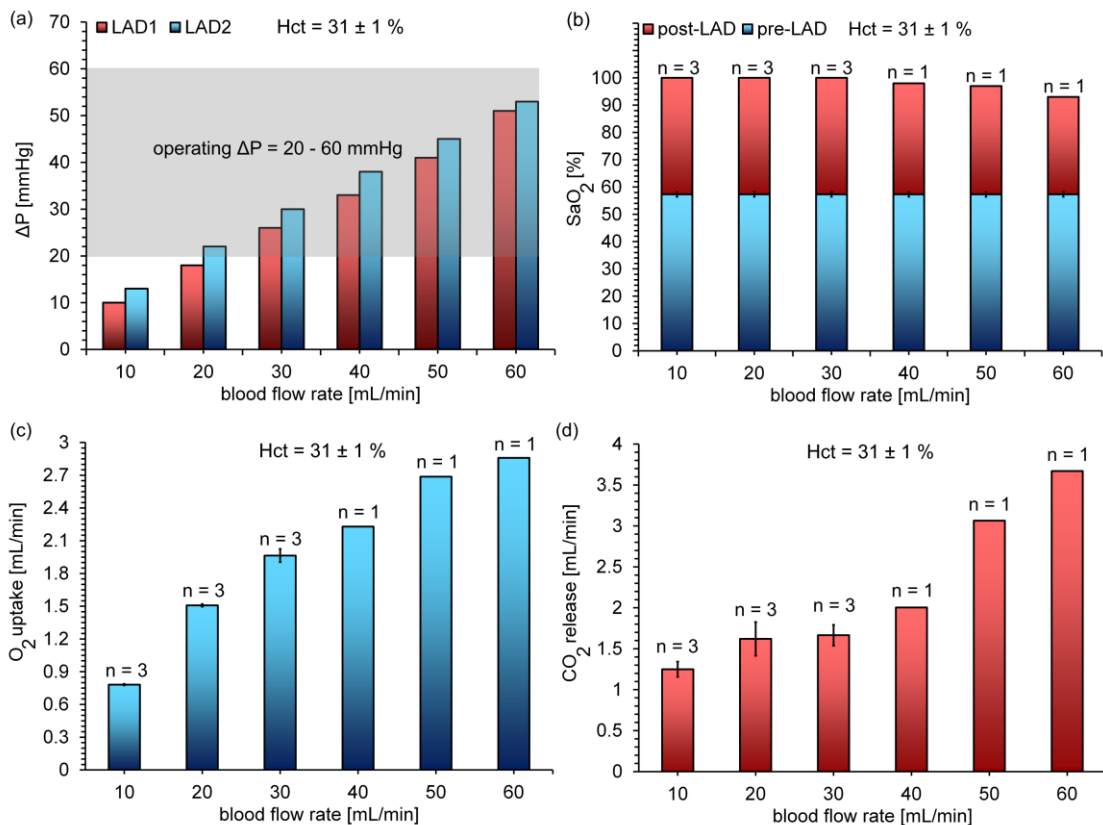 (a)
LAD1 LAD2 Hct = 31 ± 1 %
70
60
50
40
30
20
10
0
ΔP [mmHg]
operating ΔP = 20 - 60 mmHg
10 20 30 40 50 60
blood flow rate [mL/min]
(b)
post-LAD pre-LAD Hct = 31 ± 1 %
n = 3 n = 3 n = 3 n = 1 n = 1 n = 1
100
90
80
70
60
50
40
30
20
10
0
SaO2 [%]
10 20 30 40 50 60
blood flow rate [mL/min]
(c)
Hct = 31 ± 1 %
3
2.7
2.4
2.1
1.8
1.5
1.2
0.9
0.6
0.3
0
O2 uptake [mL/min]
n = 3 n = 3 n = 3 n = 1 n = 1 n = 1
10 20 30 40 50 60
blood flow rate [mL/min]
(d)
Hct = 31 ± 1 %
4
3.5
3
2.5
2
1.5
1
0.5
0
CO2 release [mL/min]
n = 3 n = 3 n = 3 n = 1 n = 1 n = 1
10 20 30 40 50 60
blood flow rate [mL/min]